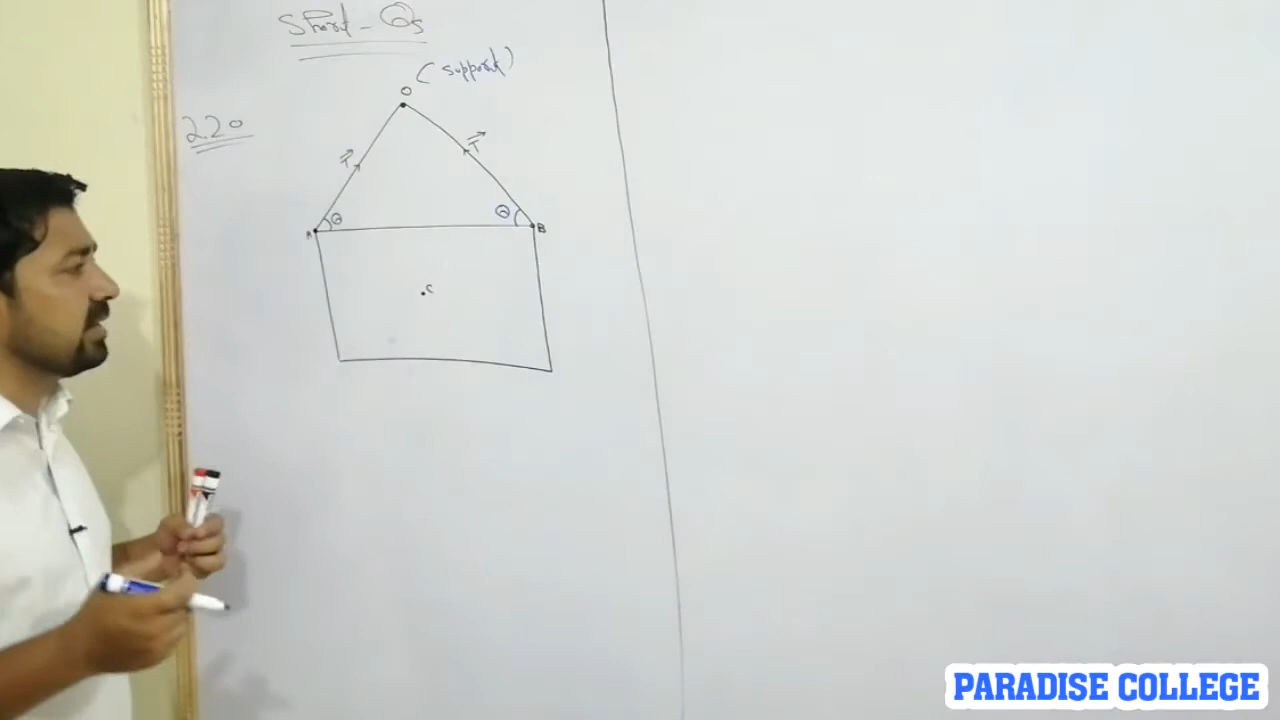 Short - Qs
(support)
O
2.20
T
T
θ
θ
A
B
C
PARADISE COLLEGE